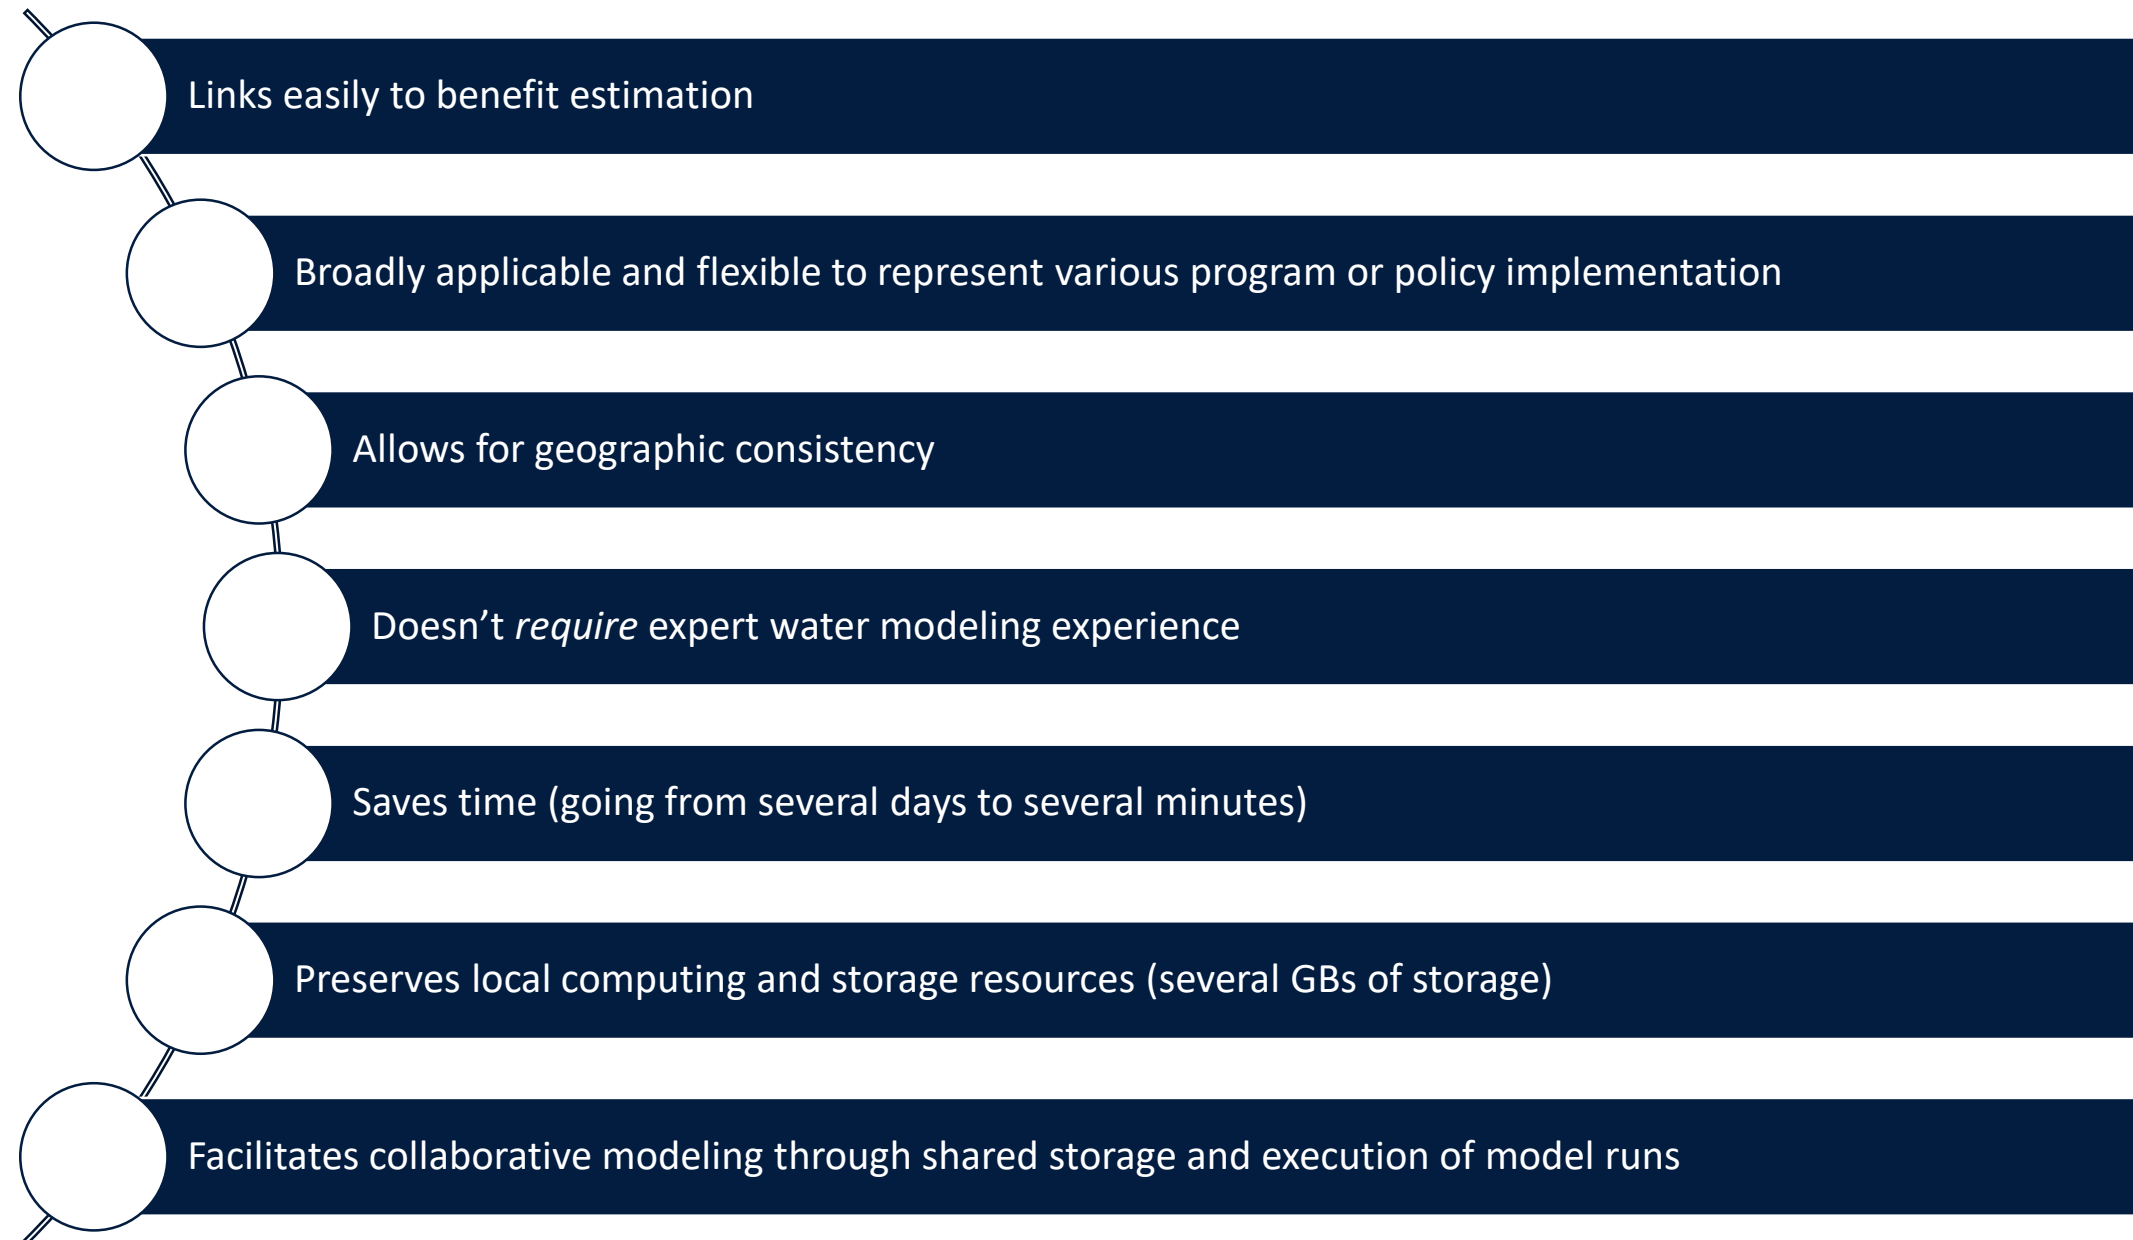 Links easily to benefit estimation
Broadly applicable and flexible to represent various program or policy implementation
Allows for geographic consistency
Doesn’t require expert water modeling experience
Saves time (going from several days to several minutes)
Preserves local computing and storage resources (several GBs of storage)
Facilitates collaborative modeling through shared storage and execution of model runs